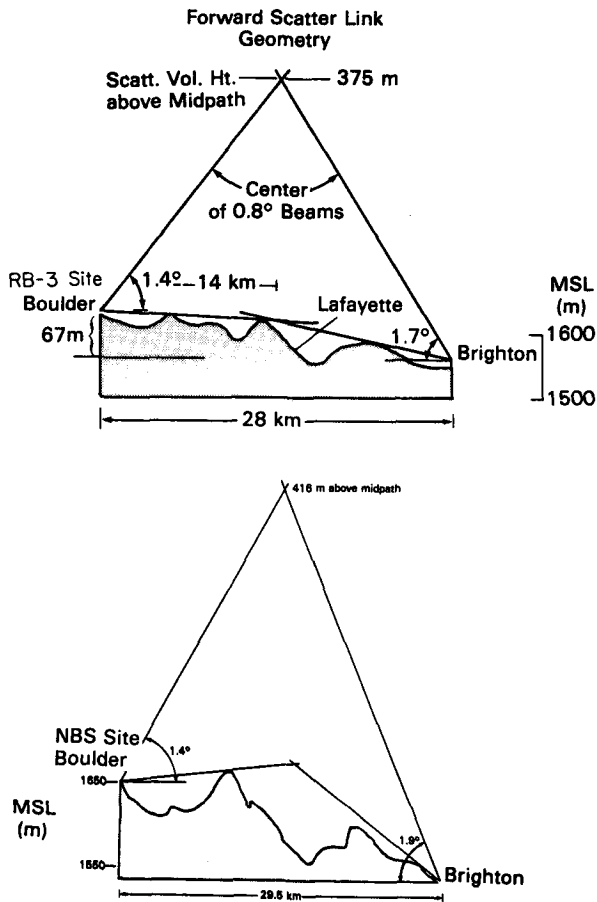 Forward Scatter Link
Geometry
Scatt. Vol. Ht.
above Midpath
375 m
Center
of 0.8° Beams
RB-3 Site
Boulder
1.4°
14 km
Lafayette
MSL
(m)
67m
1.7°
1600
Brighton
1500
28 km
416 m above midpath
NBS Site
Boulder
1.4°
1650
MSL
(m)
1550
1.9°
Brighton
29.5 km